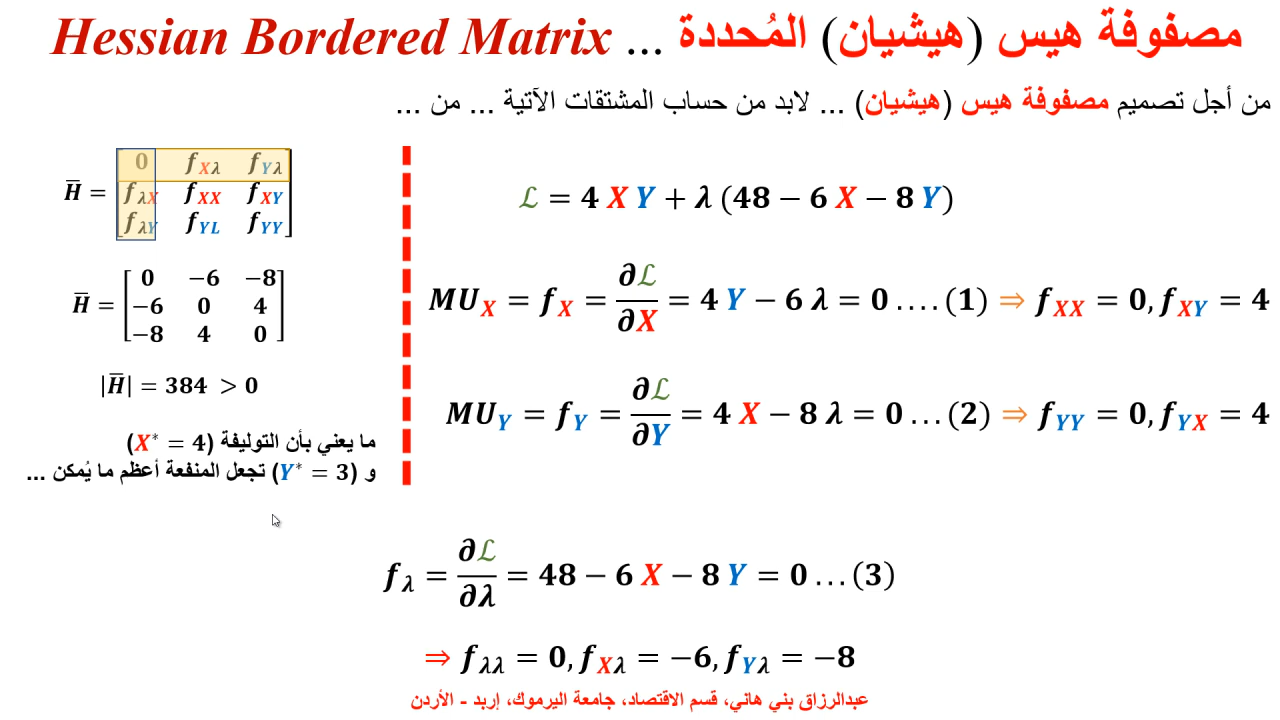 مصفوفة هيس (هيشيان) المُحددة ... Hessian Bordered Matrix
من أجل تصميم مصفوفة هيس (هيشيان) ... لابد من حساب المشتقات الآتية ... من ...
ℒ = 4 X Y + λ (48 − 6 X − 8 Y)
MU_X = f_X = ∂ℒ/∂X = 4 Y − 6 λ = 0 .... (1) ⇒ f_XX = 0, f_XY = 4
MU_Y = f_Y = ∂ℒ/∂Y = 4 X − 8 λ = 0 ... (2) ⇒ f_YY = 0, f_YX = 4
H̅ = [0 f_Xλ f_Yλ
f_λX f_XX f_XY
f_λY f_YL f_YY]
H̅ = [0 −6 −8
−6 0 4
−8 4 0]
|H̅| = 384 > 0
ما يعني بأن التوليفة (X* = 4)
و (Y* = 3) تجعل المنفعة أعظم ما يُمكن ...
f_λ = ∂ℒ/∂λ = 48 − 6 X − 8 Y = 0 ... (3)
⇒ f_λλ = 0, f_Xλ = −6, f_Yλ = −8
عبدالرزاق بني هاني، قسم الاقتصاد، جامعة اليرموك، إربد - الأردن